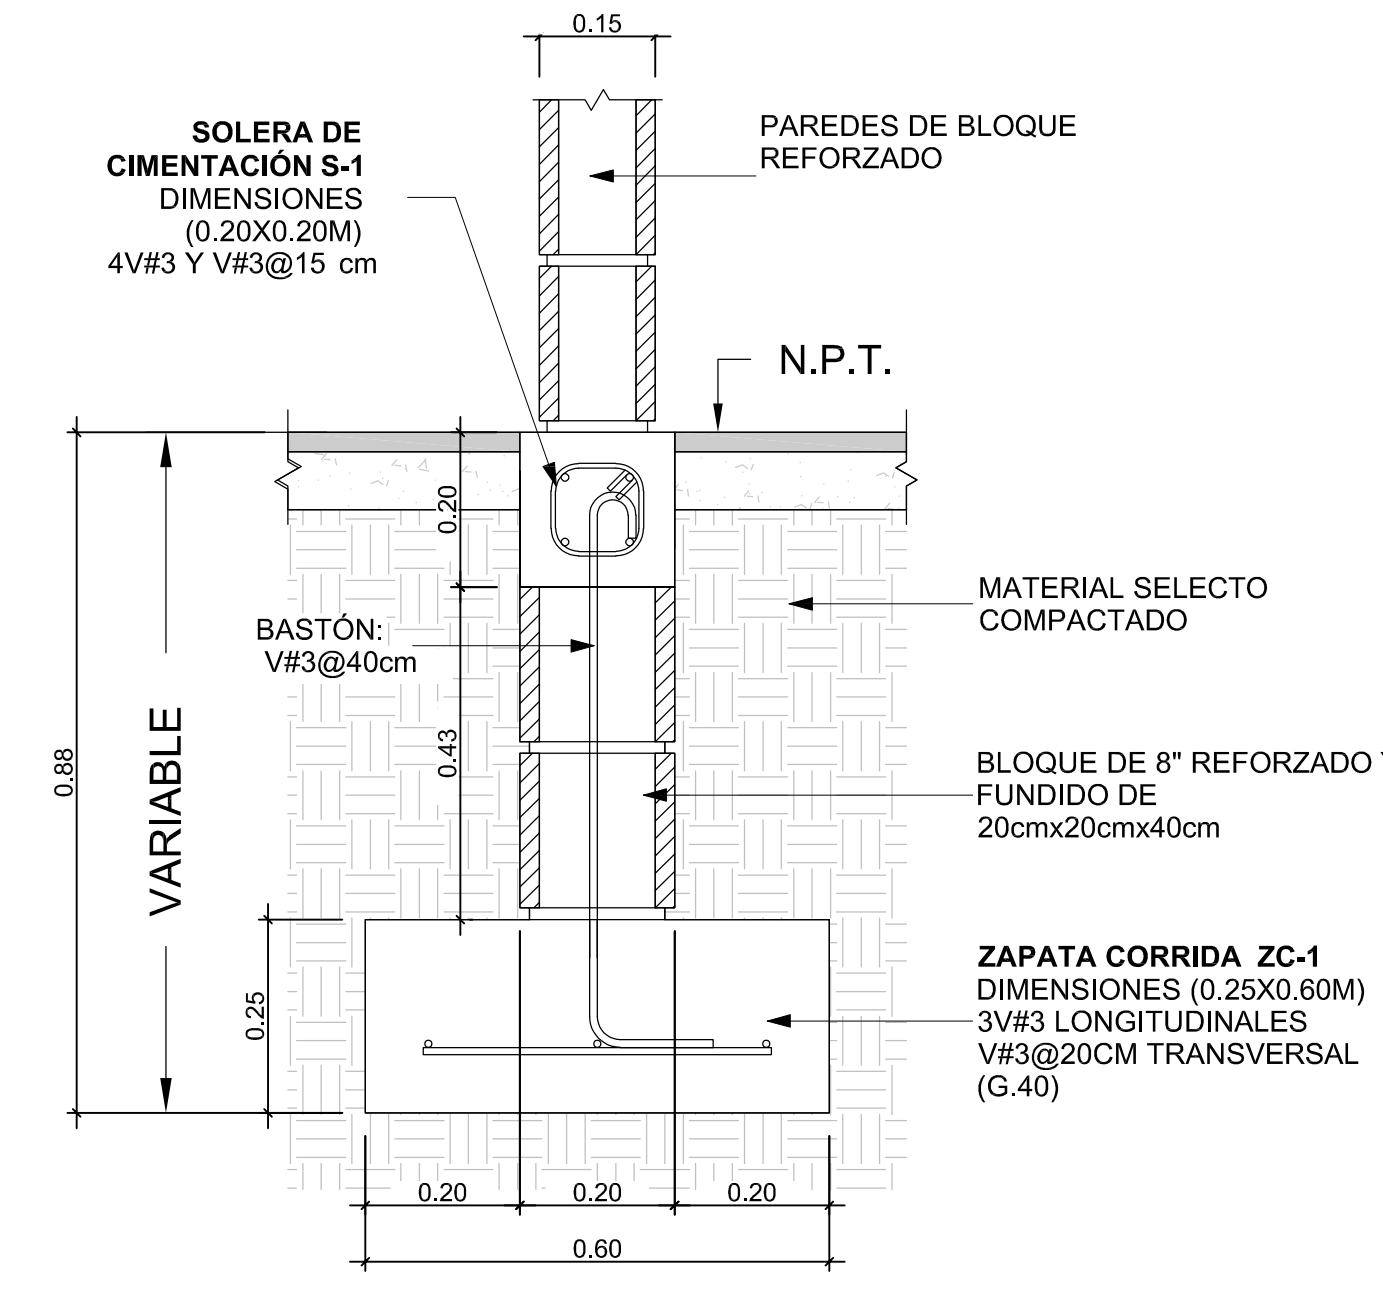 0.15
SOLERA DE
CIMENTACIÓN S-1
DIMENSIONES
(0.20X0.20M)
4V#3 Y V#3@15 cm
PAREDES DE BLOQUE
REFORZADO
N.P.T.
0.20
MATERIAL SELECTO
COMPACTADO
BASTÓN:
V#3@40cm
0.43
0.88
VARIABLE
BLOQUE DE 8" REFORZADO Y
FUNDIDO DE
20cmx20cmx40cm
0.25
ZAPATA CORRIDA ZC-1
DIMENSIONES (0.25X0.60M)
3V#3 LONGITUDINALES
V#3@20CM TRANSVERSAL
(G.40)
0.20 0.20 0.20
0.60